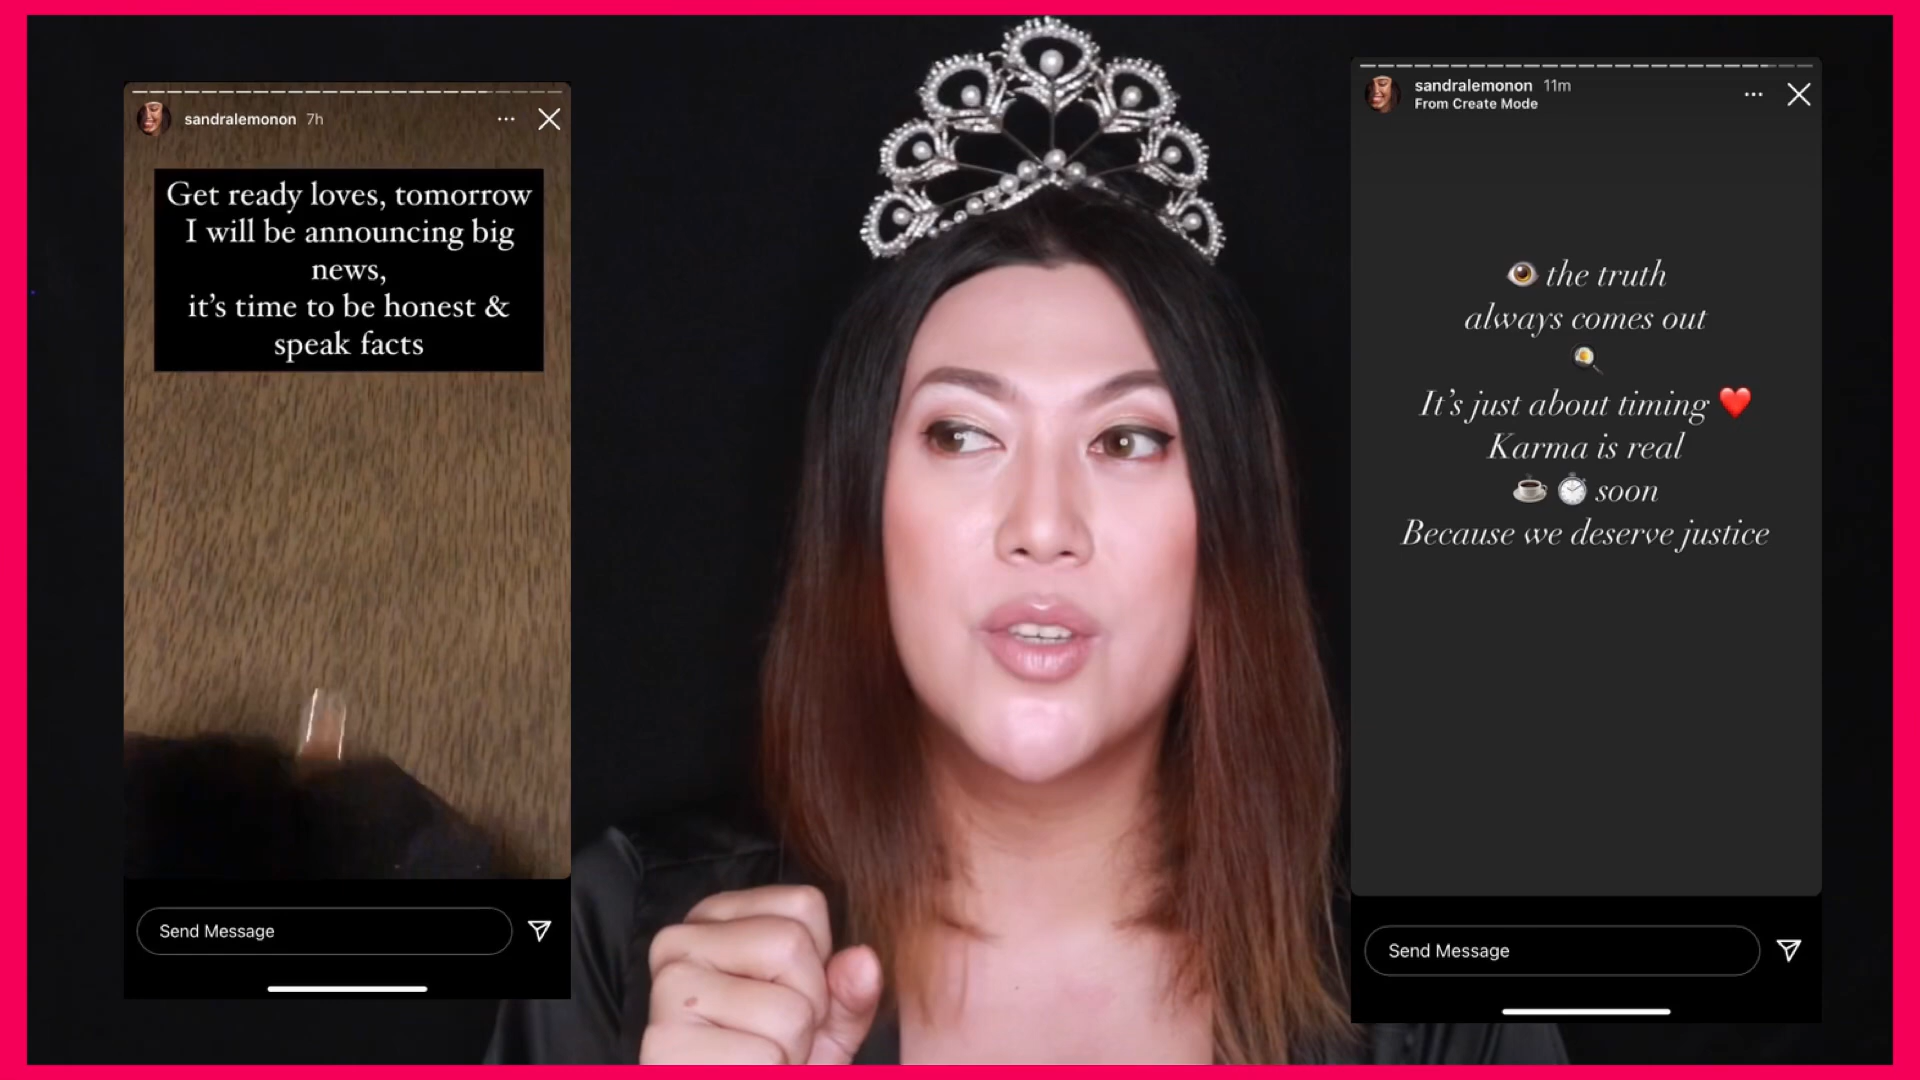 sandralemonon 7h
Get ready loves, tomorrow
I will be announcing big
news,
it's time to be honest &
speak facts
Send Message
sandralemonon 11m
From Create Mode
👁️ the truth
always comes out
🍳
It's just about timing ❤️
Karma is real
☕ ⏱️ soon
Because we deserve justice
Send Message